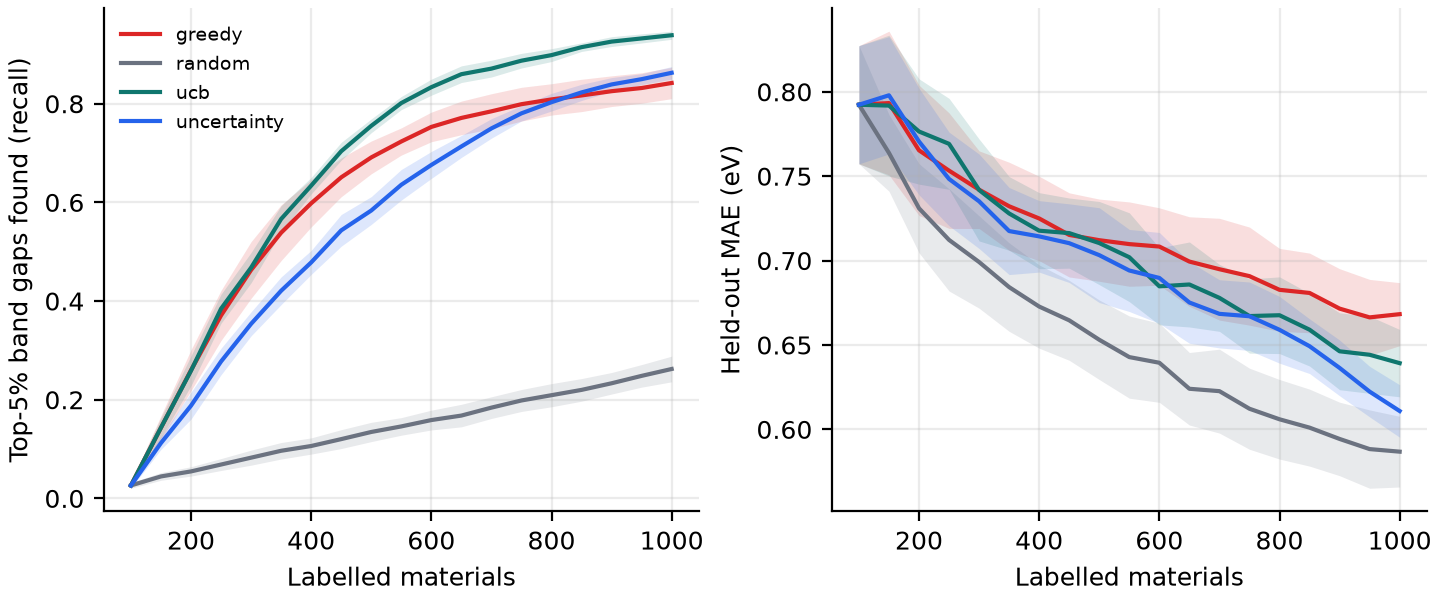 greedy
random
ucb
uncertainty
Top-5% band gaps found (recall)
0.8
0.6
0.4
0.2
0.0
200 400 600 800 1000
Labelled materials
Held-out MAE (eV)
0.80
0.75
0.70
0.65
0.60
200 400 600 800 1000
Labelled materials